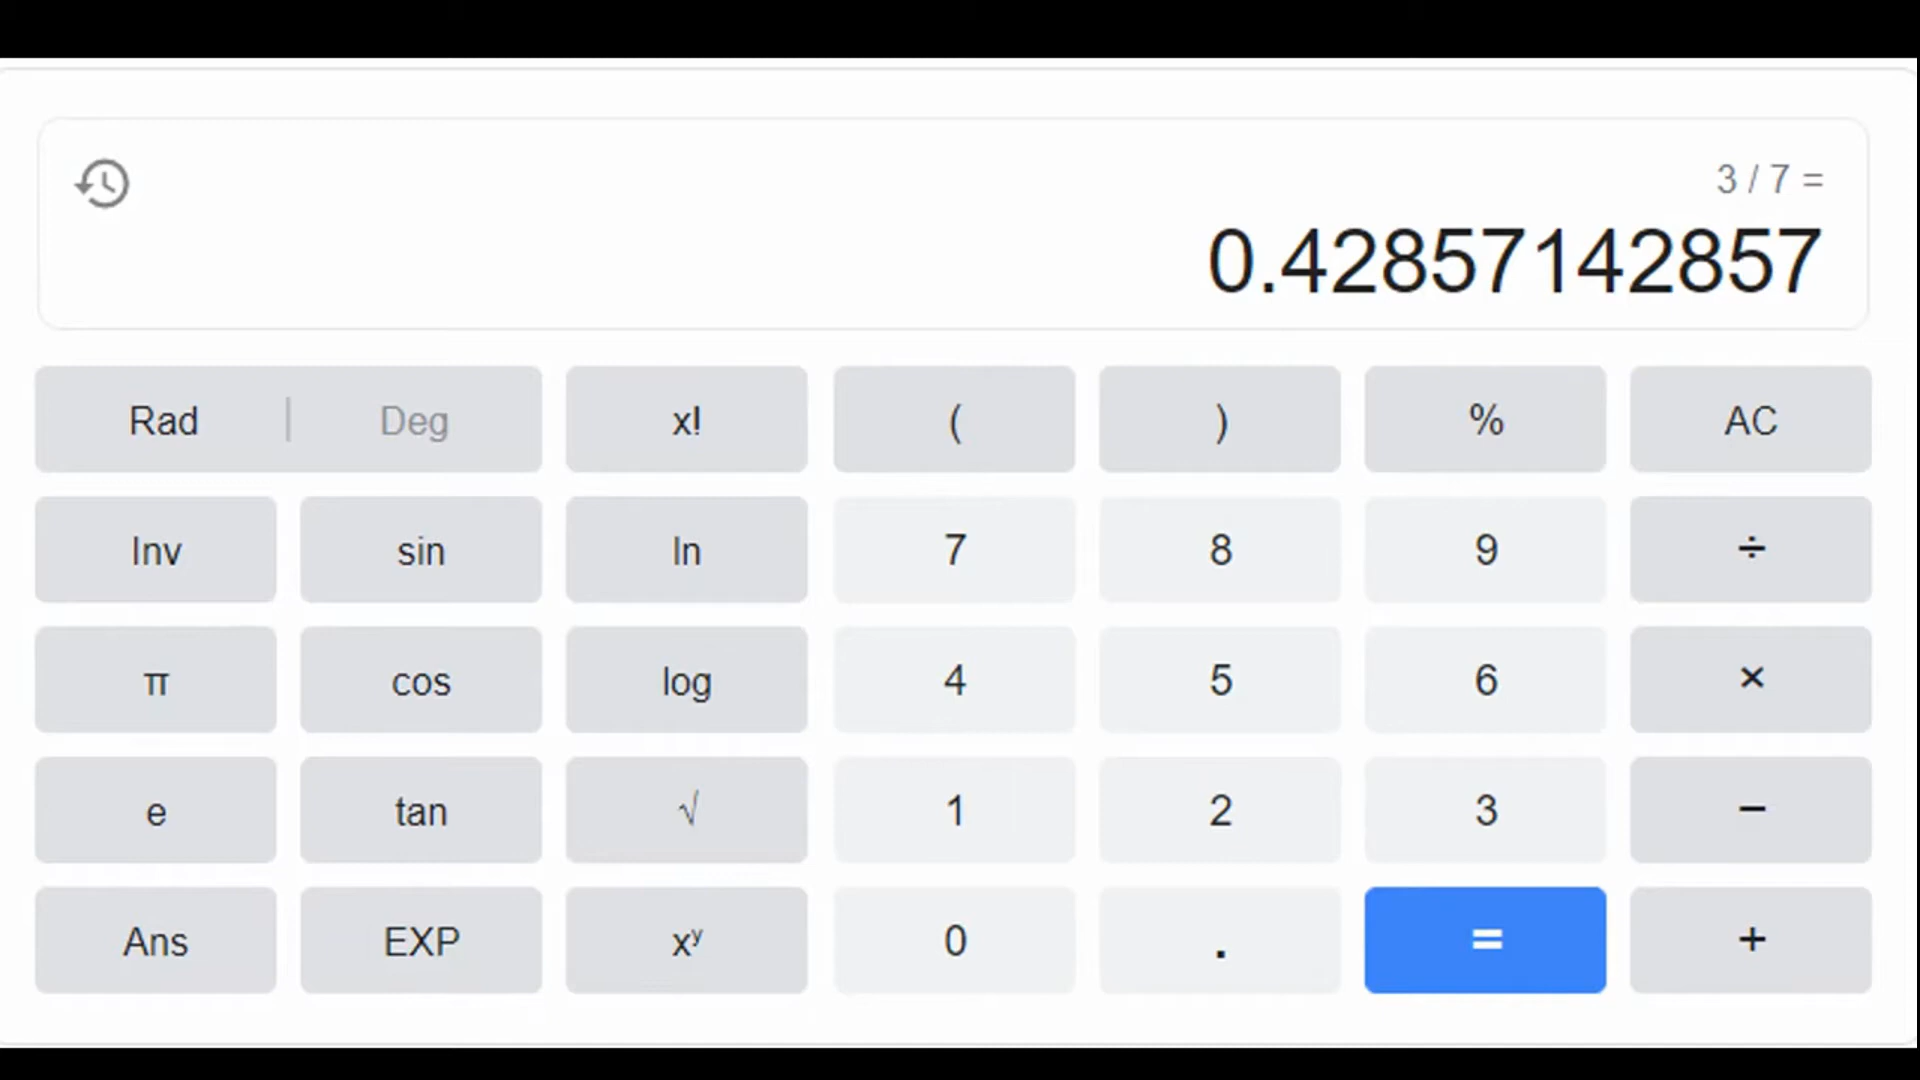 3 / 7 =
0.42857142857
Rad | Deg x! ( ) % AC
Inv sin ln 7 8 9 ÷
π cos log 4 5 6 ×
e tan √ 1 2 3 −
Ans EXP xʸ 0 . = +